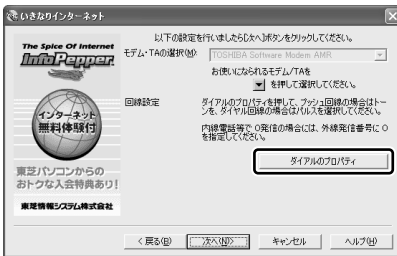 いきなりインターネット
The Spice Of Internet
InfoPepper
インターネット
無料体験付
東芝パソコンからの
おトクな入会特典あり!
東芝情報システム株式会社
以下の設定を行いましたら[次へ]ボタンをクリックしてください。
モデム・TAの選択(M):
TOSHIBA Software Modem AMR
お使いになられるモデム/TAを
を押して選択してください。
回線設定
ダイアルのプロパティを押して、プッシュ回線の場合はトー
ンを、ダイヤル回線の場合はパルスを選択してください。
内線電話等で 0発信の場合には、外線発信番号に 0
を指定してください。
ダイアルのプロパティ
< 戻る(B)
次へ(N)>
キャンセル
ヘルプ(H)